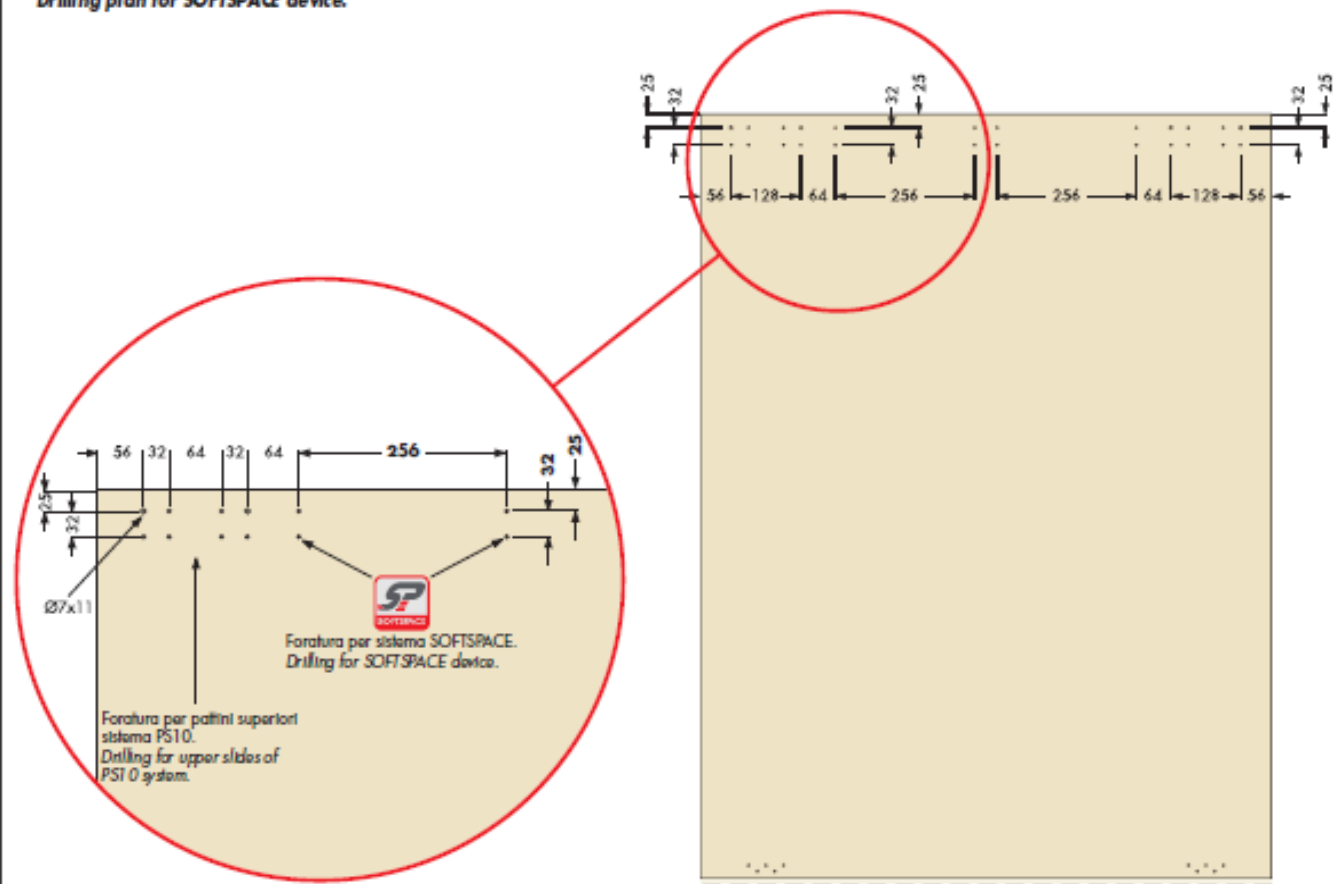 Drilling plan for SOFTSPACE device.
25
32
32
25
32
25
56 128 64 256 256 64 128 56
56 32 64 32 64 256
32
25
25
32
Ø7x11
SP
SOFTSPACE
Foratura per sistema SOFTSPACE.
Drilling for SOFTSPACE device.
Foratura per pattini superiori
sistema PS10.
Drilling for upper slides of
PS10 system.